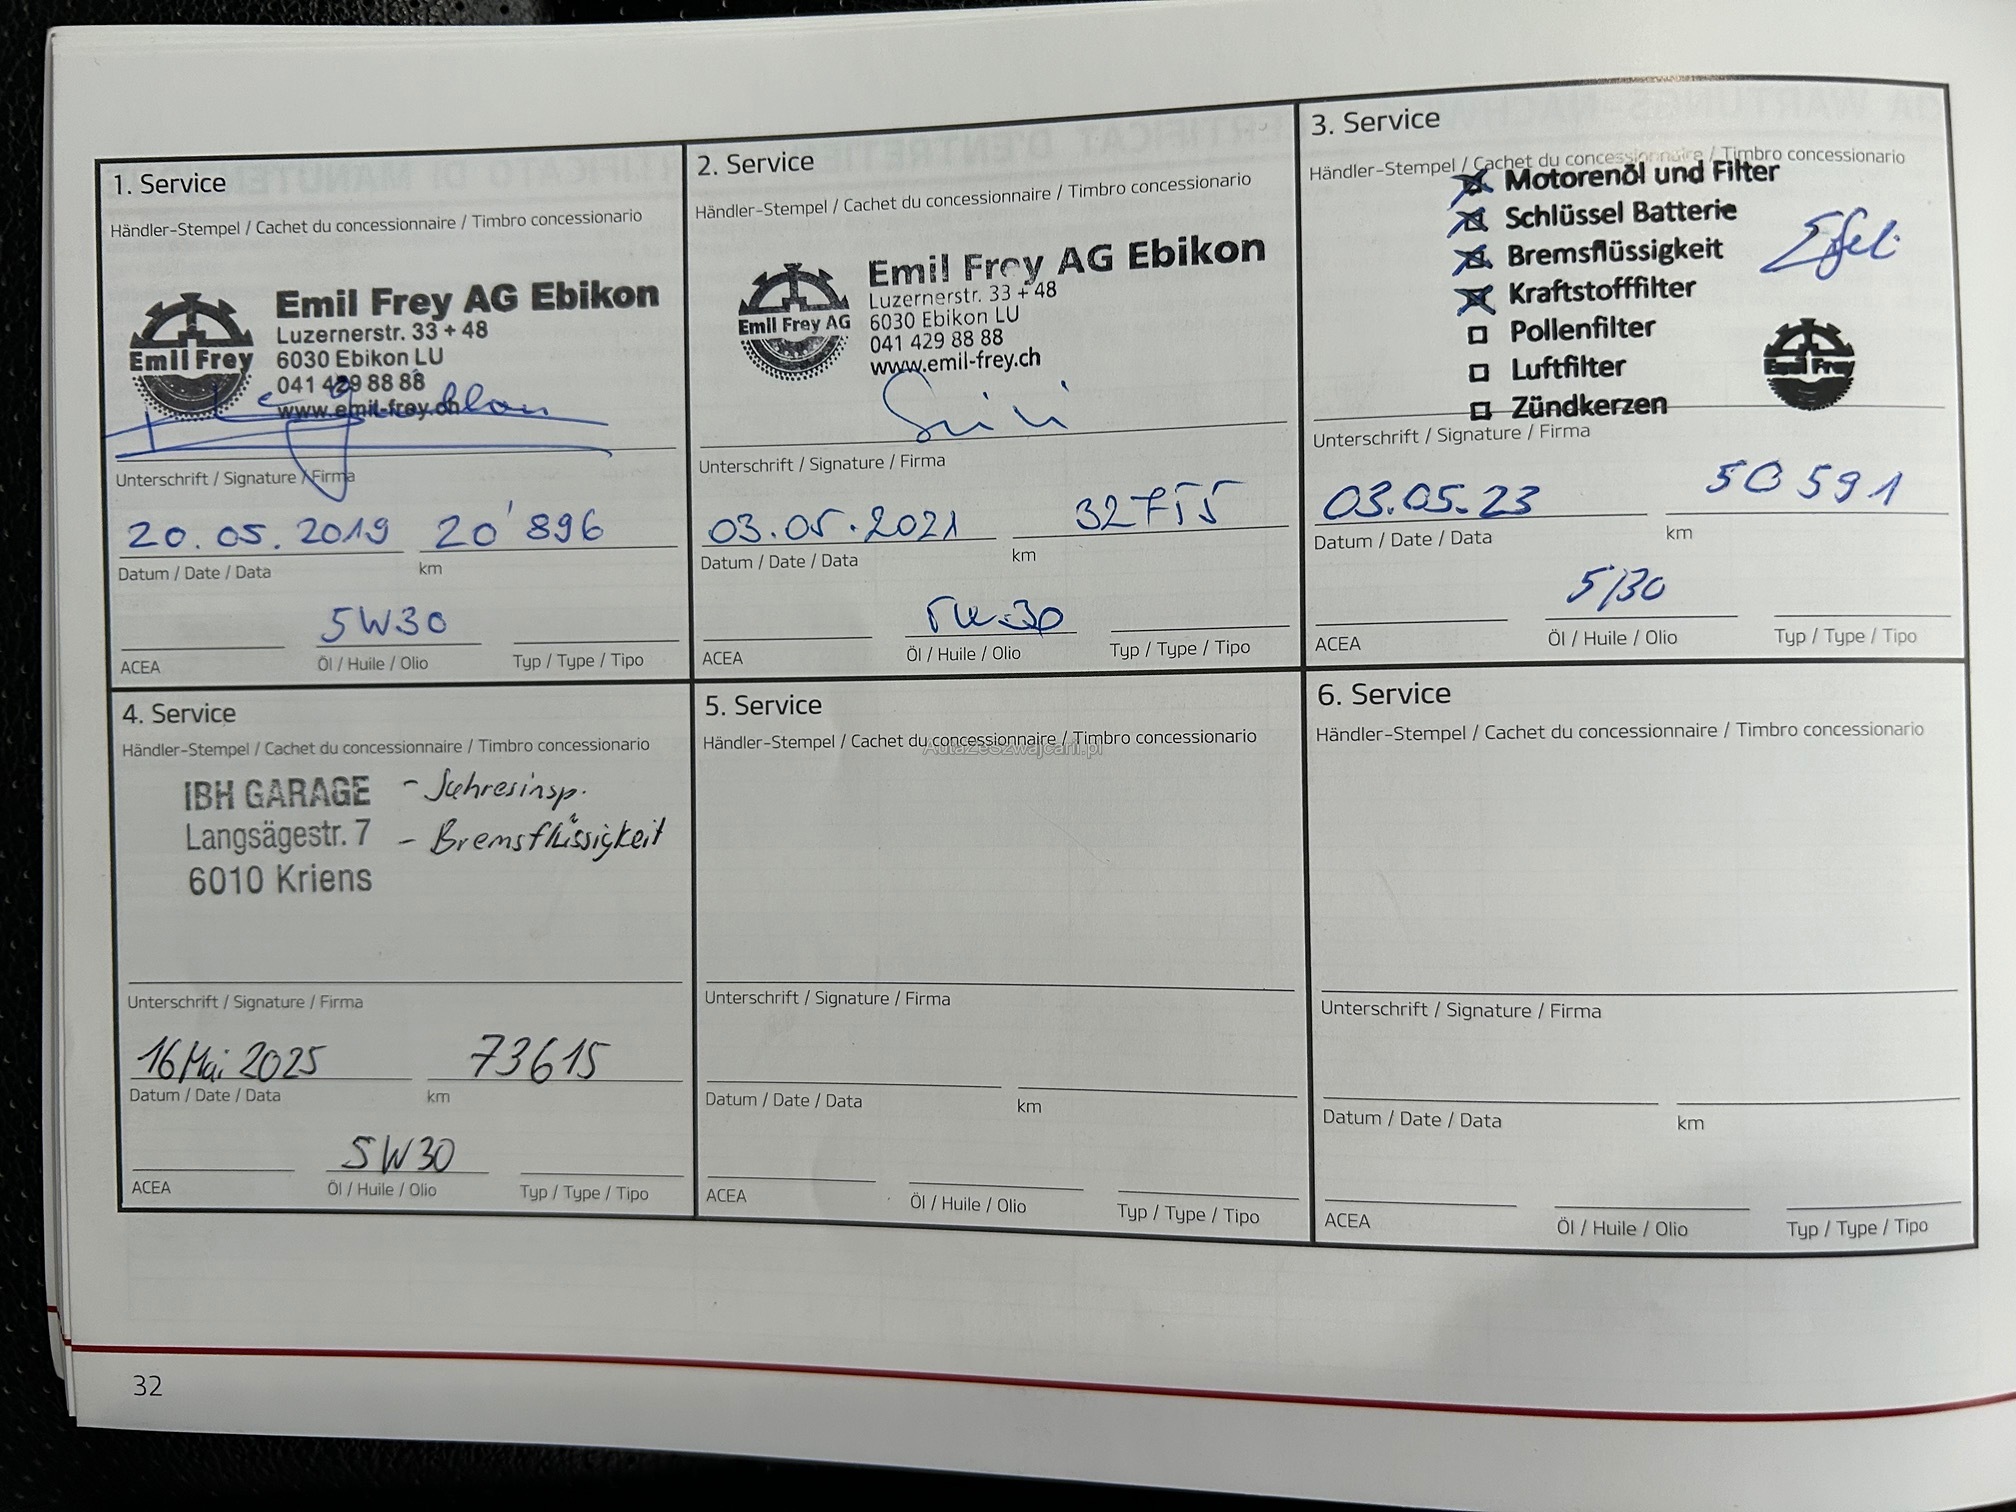 1. Service
Händler-Stempel / Cachet du concessionnaire / Timbro concessionario
Emil Frey
Emil Frey AG Ebikon
Luzernerstr. 33 + 48
6030 Ebikon LU
041 429 88 88
www.emil-frey.ch
Unterschrift / Signature / Firma
20.05.2019 20'896
Datum / Date / Data km
5W30
ACEA Öl / Huile / Olio Typ / Type / Tipo
2. Service
Händler-Stempel / Cachet du concessionnaire / Timbro concessionario
Emil Frey AG
Emil Frey AG Ebikon
Luzernerstr. 33 + 48
6030 Ebikon LU
041 429 88 88
www.emil-frey.ch
Unterschrift / Signature / Firma
03.05.2021 32755
Datum / Date / Data km
5W-30
ACEA Öl / Huile / Olio Typ / Type / Tipo
3. Service
Händler-Stempel / Cachet du concessionnaire / Timbro concessionario
Motorenöl und Filter
Schlüssel Batterie
Bremsflüssigkeit
Kraftstofffilter
Pollenfilter
Luftfilter
Zündkerzen
Emil Frey
Unterschrift / Signature / Firma
03.05.23 50591
Datum / Date / Data km
5/30
ACEA Öl / Huile / Olio Typ / Type / Tipo
4. Service
Händler-Stempel / Cachet du concessionnaire / Timbro concessionario
IBH GARAGE - Jahresinsp.
Langsägestr. 7 - Bremsflüssigkeit
6010 Kriens
Unterschrift / Signature / Firma
16 Mai 2025 73615
Datum / Date / Data km
5W30
ACEA Öl / Huile / Olio Typ / Type / Tipo
5. Service
Händler-Stempel / Cachet du concessionnaire / Timbro concessionario
AutaZeSzwajcarii.pl
Unterschrift / Signature / Firma
Datum / Date / Data km
ACEA Öl / Huile / Olio Typ / Type / Tipo
6. Service
Händler-Stempel / Cachet du concessionnaire / Timbro concessionario
Unterschrift / Signature / Firma
Datum / Date / Data km
ACEA Öl / Huile / Olio Typ / Type / Tipo
32